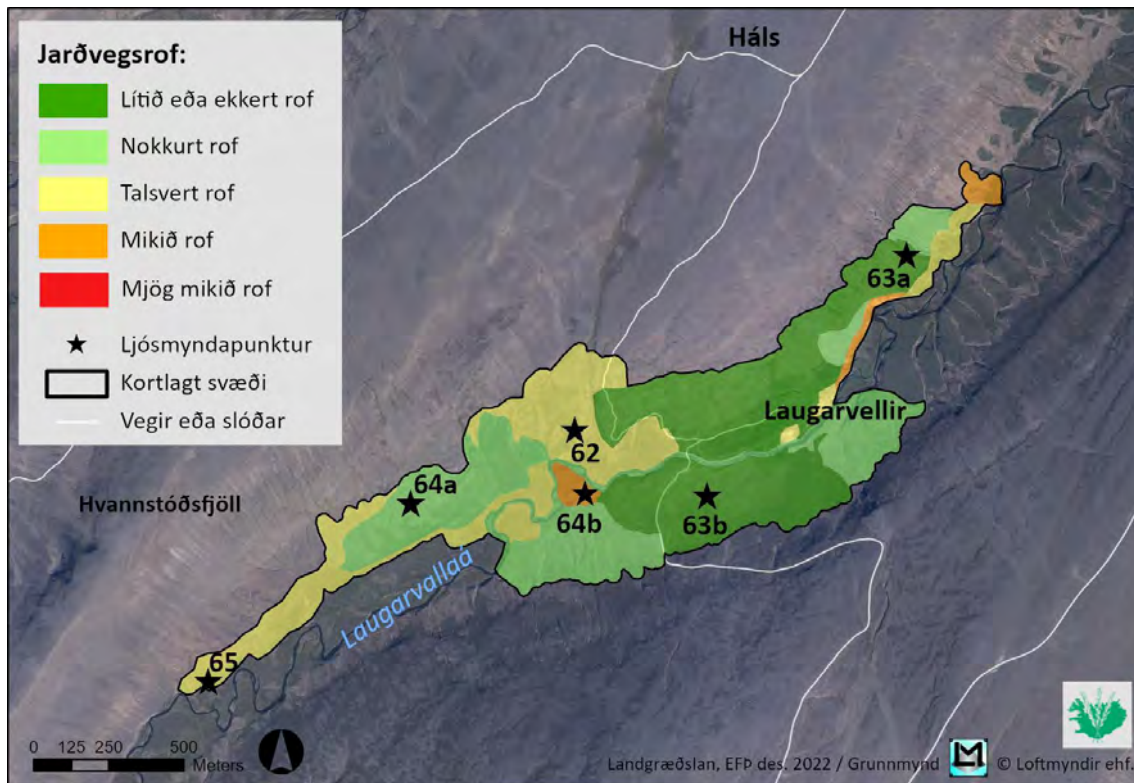 Jarðvegsrof:
Lítið eða ekkert rof
Nokkurt rof
Talsvert rof
Mikið rof
Mjög mikið rof
Ljósmyndapunktur
Kortlagt svæði
Vegir eða slóðar
Háls
63a
Laugarvellir
62
64a
64b
63b
Hvannstóðsfjöll
Laugarvallaá
65
0 125 250 500
Meters
Landgræðslan, EFÞ des. 2022 / Grunnmynd LM © Loftmyndir ehf.